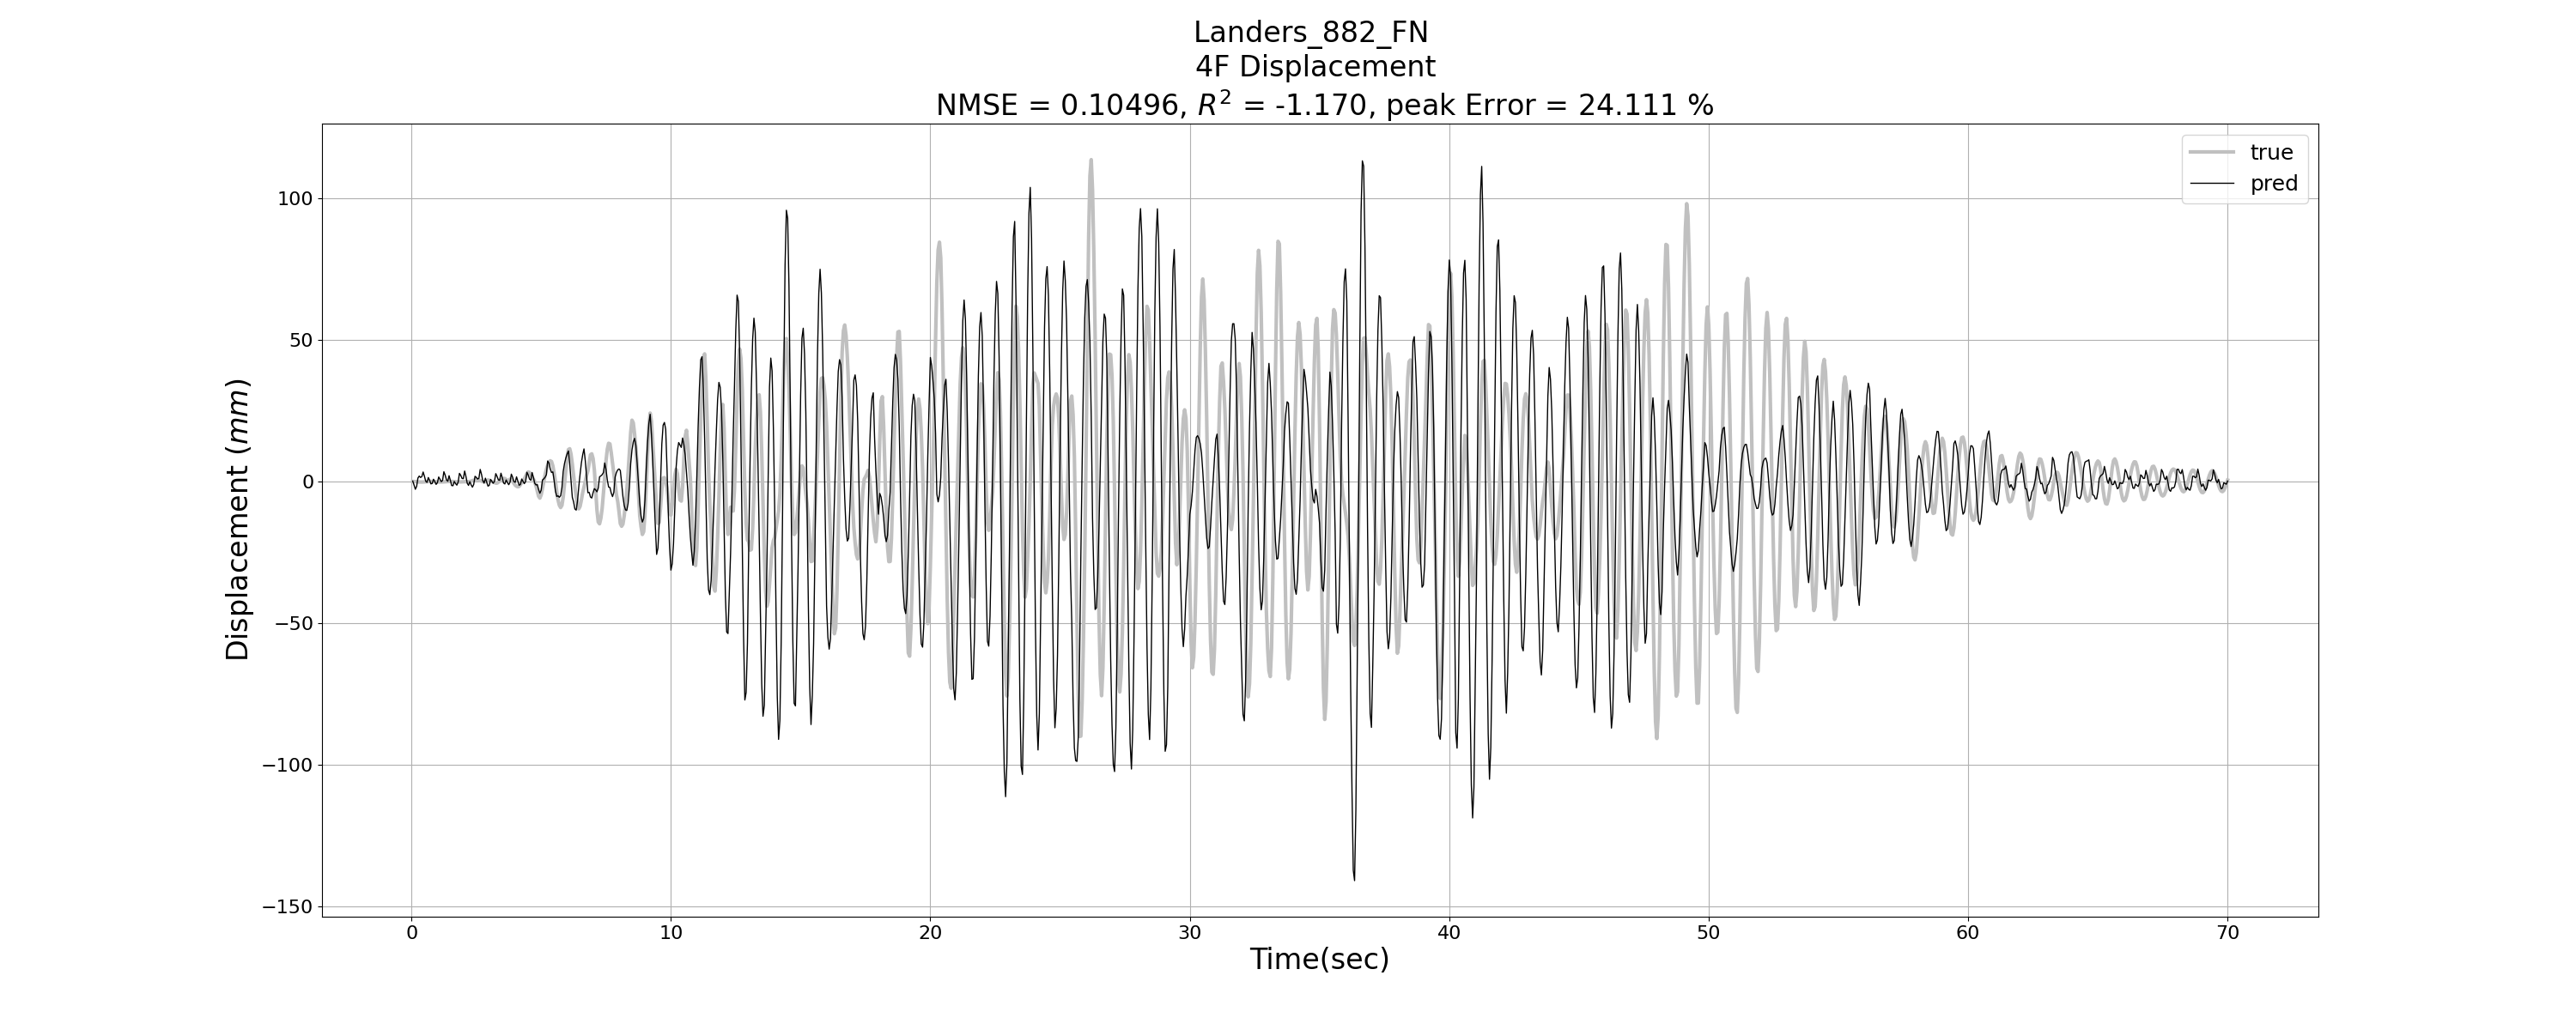 Landers_882_FN
4F Displacement
NMSE = 0.10496, R² = -1.170, peak Error = 24.111 %
true
pred
Displacement (mm)
100
50
0
−50
−100
−150
0 10 20 30 40 50 60 70
Time(sec)